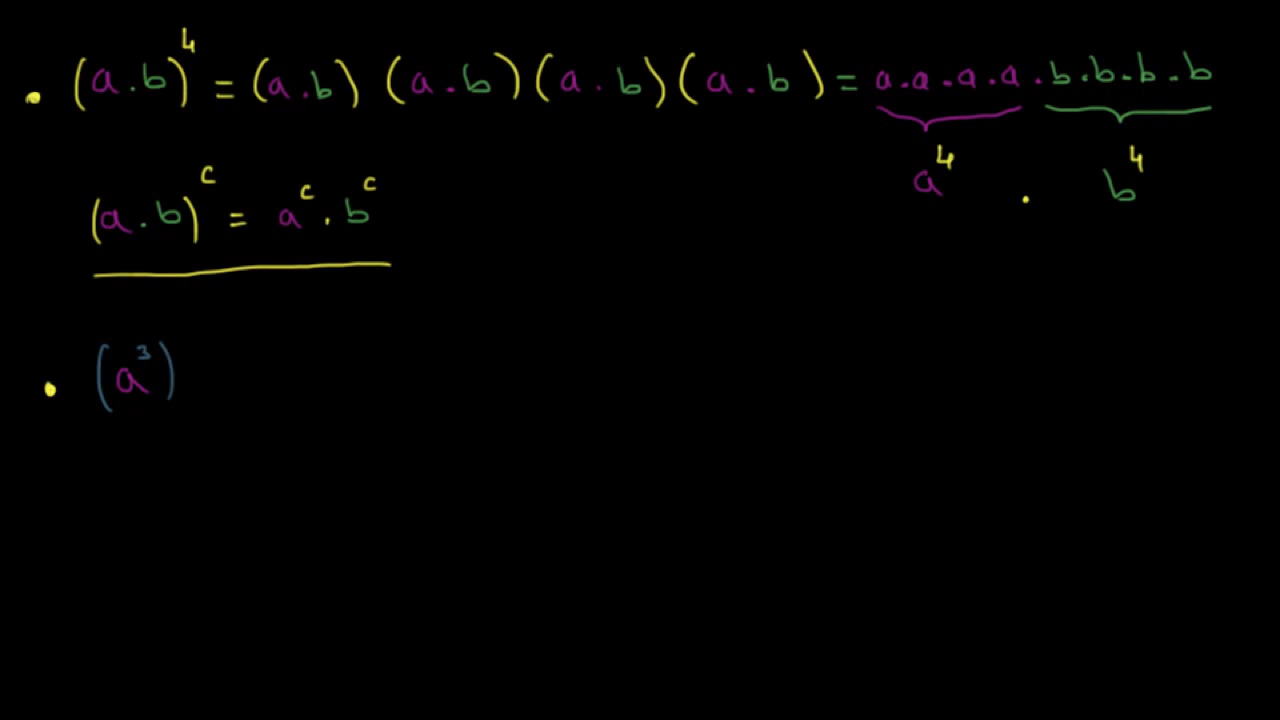 (a.b)⁴ = (a.b) (a.b)(a.b)(a.b) = a.a.a.a.b.b.b.b
a⁴ . b⁴
(a.b)ᶜ = aᶜ.bᶜ
(a³)